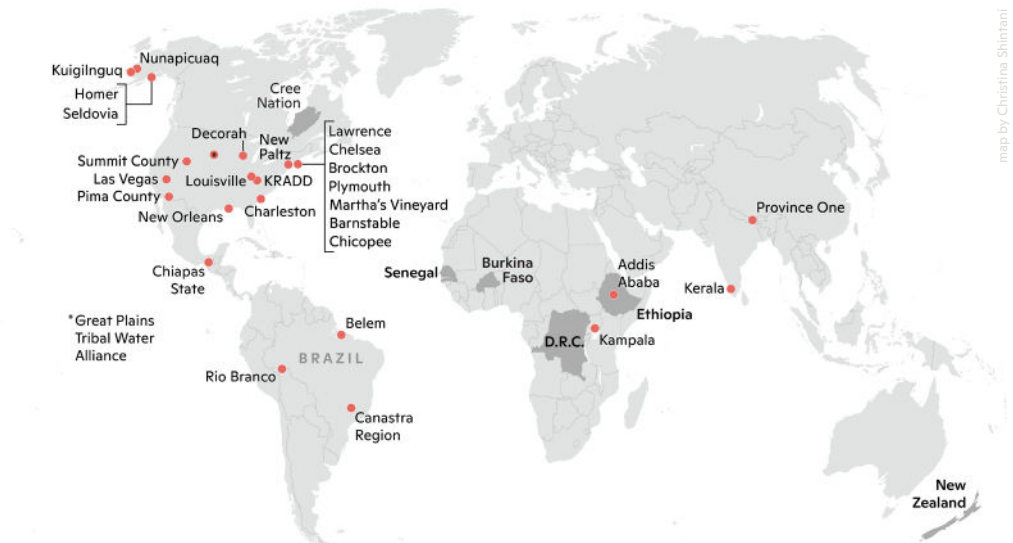 map by Christina Shintani
Nunapicuaq
Kuigilnguq
Homer
Seldovia
Cree
Nation
Decorah
New
Paltz
Lawrence
Chelsea
Brockton
Plymouth
Martha's Vineyard
Barnstable
Chicopee
Summit County
Las Vegas
Louisville
KRADD
Pima County
New Orleans
Charleston
Chiapas
State
*Great Plains
Tribal Water
Alliance
Belem
BRAZIL
Rio Branco
Canastra
Region
Senegal
Burkina
Faso
Addis
Ababa
Ethiopia
D.R.C.
Kampala
Province One
Kerala
New
Zealand